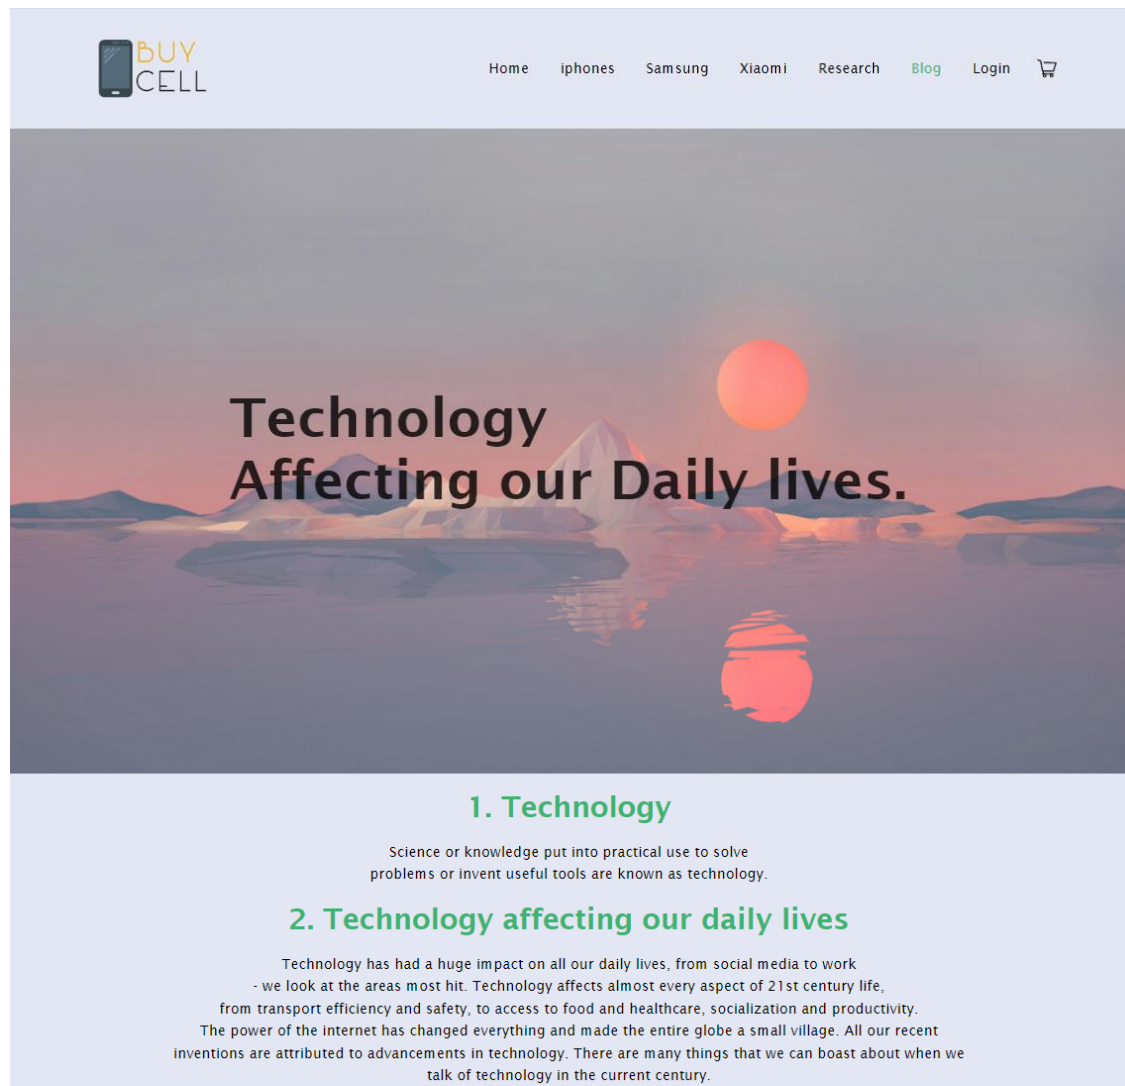 BUY
CELL
Home iphones Samsung Xiaomi Research Blog Login
Technology
Affecting our Daily lives.
1. Technology
Science or knowledge put into practical use to solve
problems or invent useful tools are known as technology.
2. Technology affecting our daily lives
Technology has had a huge impact on all our daily lives, from social media to work
- we look at the areas most hit. Technology affects almost every aspect of 21st century life,
from transport efficiency and safety, to access to food and healthcare, socialization and productivity.
The power of the internet has changed everything and made the entire globe a small village. All our recent
inventions are attributed to advancements in technology. There are many things that we can boast about when we
talk of technology in the current century.